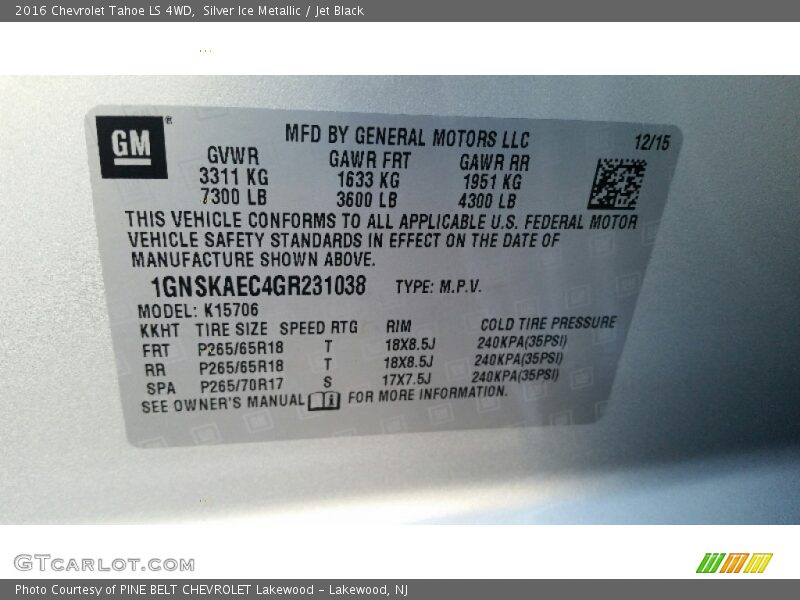 2016 Chevrolet Tahoe LS 4WD,  Silver Ice Metallic / Jet Black
GM ®
MFD BY GENERAL MOTORS LLC 12/15
GVWR GAWR FRT GAWR RR
3311 KG 1633 KG 1951 KG
7300 LB 3600 LB 4300 LB
THIS VEHICLE CONFORMS TO ALL APPLICABLE U.S. FEDERAL MOTOR
VEHICLE SAFETY STANDARDS IN EFFECT ON THE DATE OF
MANUFACTURE SHOWN ABOVE.
1GNSKAEC4GR231038 TYPE: M.P.V.
MODEL: K15706
KKHT TIRE SIZE SPEED RTG RIM COLD TIRE PRESSURE
FRT P265/65R18 T 18X8.5J 240KPA(35PSI)
RR P265/65R18 T 18X8.5J 240KPA(35PSI)
SPA P265/70R17 S 17X7.5J 240KPA(35PSI)
SEE OWNER'S MANUAL FOR MORE INFORMATION.
GTCARLOT.COM
Photo Courtesy of PINE BELT CHEVROLET Lakewood - Lakewood, NJ